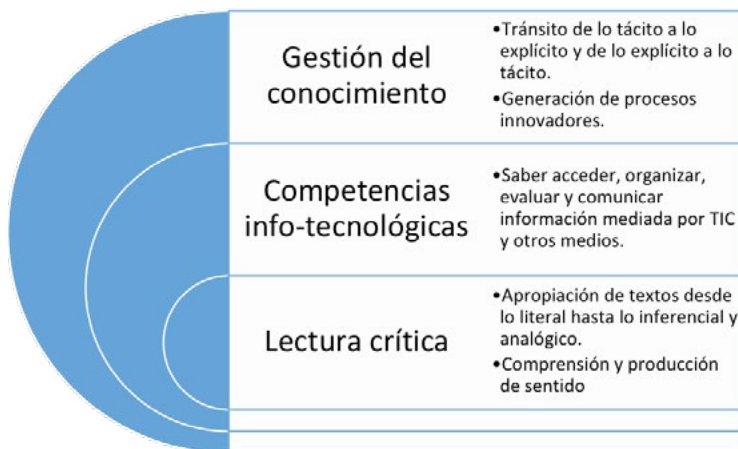 Gestión del
conocimiento
•Tránsito de lo tácito a lo
explícito y de lo explícito a lo
tácito.
•Generación de procesos
innovadores.
Competencias
info-tecnológicas
•Saber acceder, organizar,
evaluar y comunicar
información mediada por TIC
y otros medios.
Lectura crítica
•Apropiación de textos desde
lo literal hasta lo inferencial y
analógico.
•Comprensión y producción
de sentido